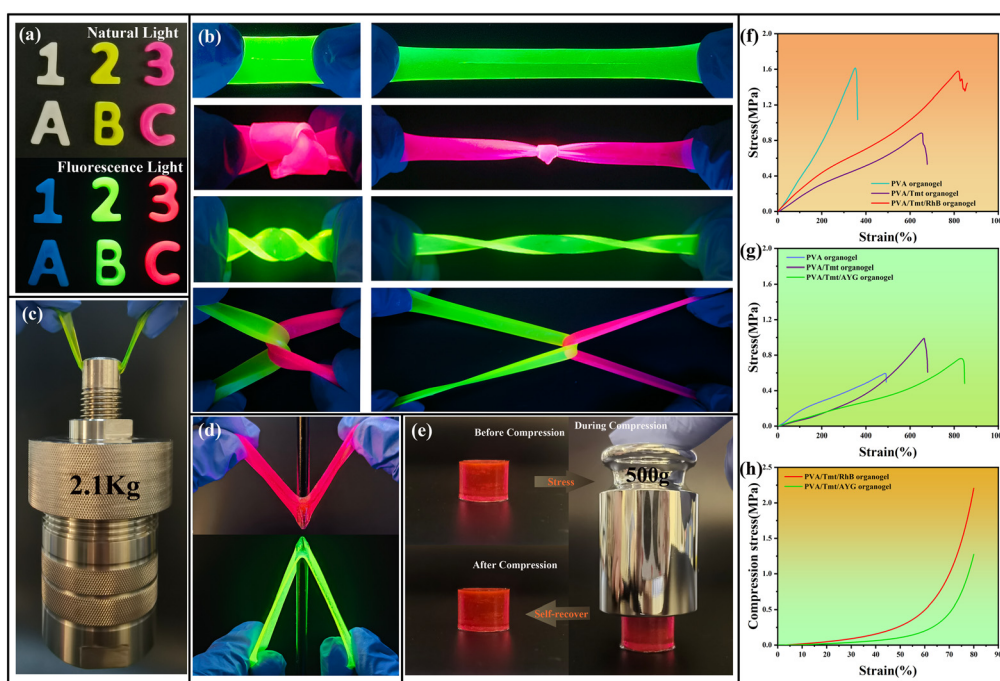 (a)
Natural Light
1 2 3
A B C
Fluorescence Light
1 2 3
A B C
(b)
(c)
2.1Kg
(d)
(e)
Before Compression
During Compression
Stress
500g
After Compression
Self-recover
(f)
Stress(MPa)
2.0
1.6
1.2
0.8
0.4
0.0
PVA organogel
PVA/Tmt organogel
PVA/Tmt/RhB organogel
0 200 400 600 800 100
Strain(%)
(g)
Stress(MPa)
2.0
1.6
1.2
0.8
0.4
0.0
PVA organogel
PVA/Tmt organogel
PVA/Tmt/AYG organogel
0 200 400 600 800 100
Strain(%)
(h)
Compression stress(MPa)
2.5
2.0
1.5
1.0
0.5
0.0
PVA/Tmt/RhB organogel
PVA/Tmt/AYG organogel
0 10 20 30 40 50 60 70 80 90
Strain(%)